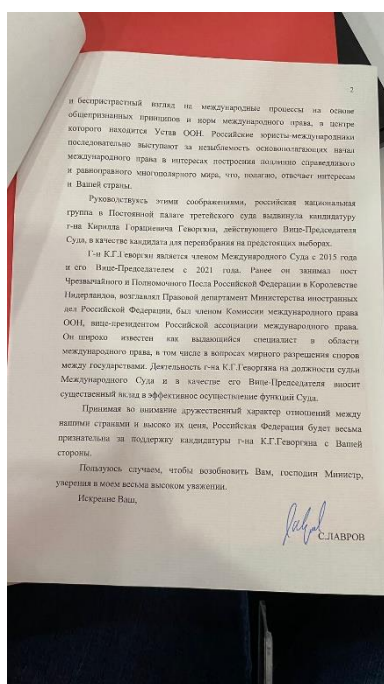 2
и беспристрастный взгляд на международные процессы на основе
общепризнанных принципов и норм международного права, в центре
которого находится Устав ООН. Российские юристы-международники
последовательно выступают за незыблемость основополагающих начал
международного права в интересах построения подлинно справедливого
и равноправного многополярного мира, что, полагаю, отвечает интересам
и Вашей страны.
Руководствуясь этими соображениями, российская национальная
группа в Постоянной палате третейского суда выдвинула кандидатуру
г-на Кирилла Горациевича Геворгяна, действующего Вице-Председателя
Суда, в качестве кандидата для переизбрания на предстоящих выборах.
Г-н К.Г.Геворгян является членом Международного Суда с 2015 года
и его Вице-Председателем с 2021 года. Ранее он занимал пост
Чрезвычайного и Полномочного Посла Российской Федерации в Королевстве
Нидерландов, возглавлял Правовой департамент Министерства иностранных
дел Российской Федерации, был членом Комиссии международного права
ООН, вице-президентом Российской ассоциации международного права.
Он широко известен как выдающийся специалист в области
международного права, в том числе в вопросах мирного разрешения споров
между государствами. Деятельность г-на К.Г.Геворгяна на должности судьи
Международного Суда и в качестве его Вице-Председателя вносит
существенный вклад в эффективное осуществление функций Суда.
Принимая во внимание дружественный характер отношений между
нашими странами и высоко их ценя, Российская Федерация будет весьма
признательна за поддержку кандидатуры г-на К.Г.Геворгяна с Вашей
стороны.
Пользуюсь случаем, чтобы возобновить Вам, господин Министр,
уверения в моем весьма высоком уважении.
Искренне Ваш,
С.ЛАВРОВ